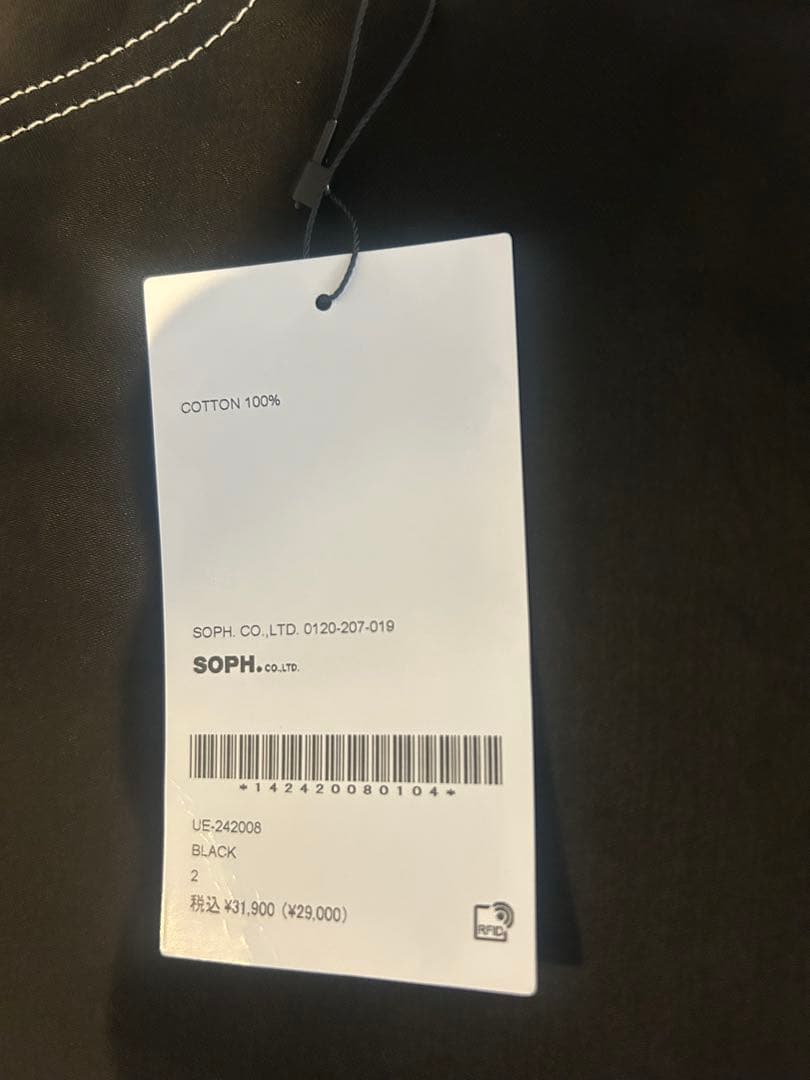 COTTON 100%
SOPH. CO.,LTD. 0120-207-019
SOPH. CO.,LTD.
*142420080104*
UE-242008
BLACK
2
税込 ¥31,900 (¥29,000)
RFID